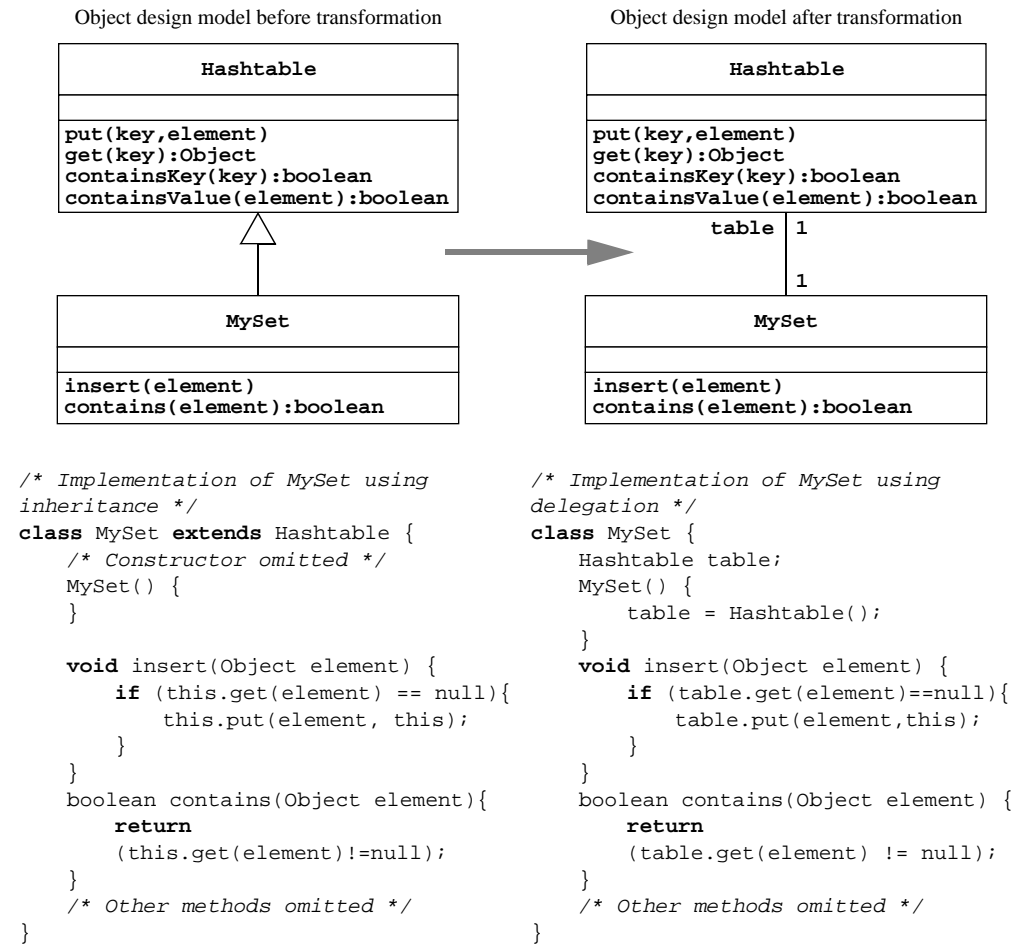 Object design model before transformation
Hashtable
put(key,element)
get(key):Object
containsKey(key):boolean
containsValue(element):boolean
MySet
insert(element)
contains(element):boolean
Object design model after transformation
Hashtable
put(key,element)
get(key):Object
containsKey(key):boolean
containsValue(element):boolean
table 1
1
MySet
insert(element)
contains(element):boolean
/* Implementation of MySet using
inheritance */
class MySet extends Hashtable {
/* Constructor omitted */
MySet() {
}
void insert(Object element) {
if (this.get(element) == null){
this.put(element, this);
}
}
boolean contains(Object element){
return
(this.get(element)!=null);
}
/* Other methods omitted */
}
/* Implementation of MySet using
delegation */
class MySet {
Hashtable table;
MySet() {
table = Hashtable();
}
void insert(Object element) {
if (table.get(element)==null){
table.put(element,this);
}
}
boolean contains(Object element) {
return
(table.get(element) != null);
}
/* Other methods omitted */
}